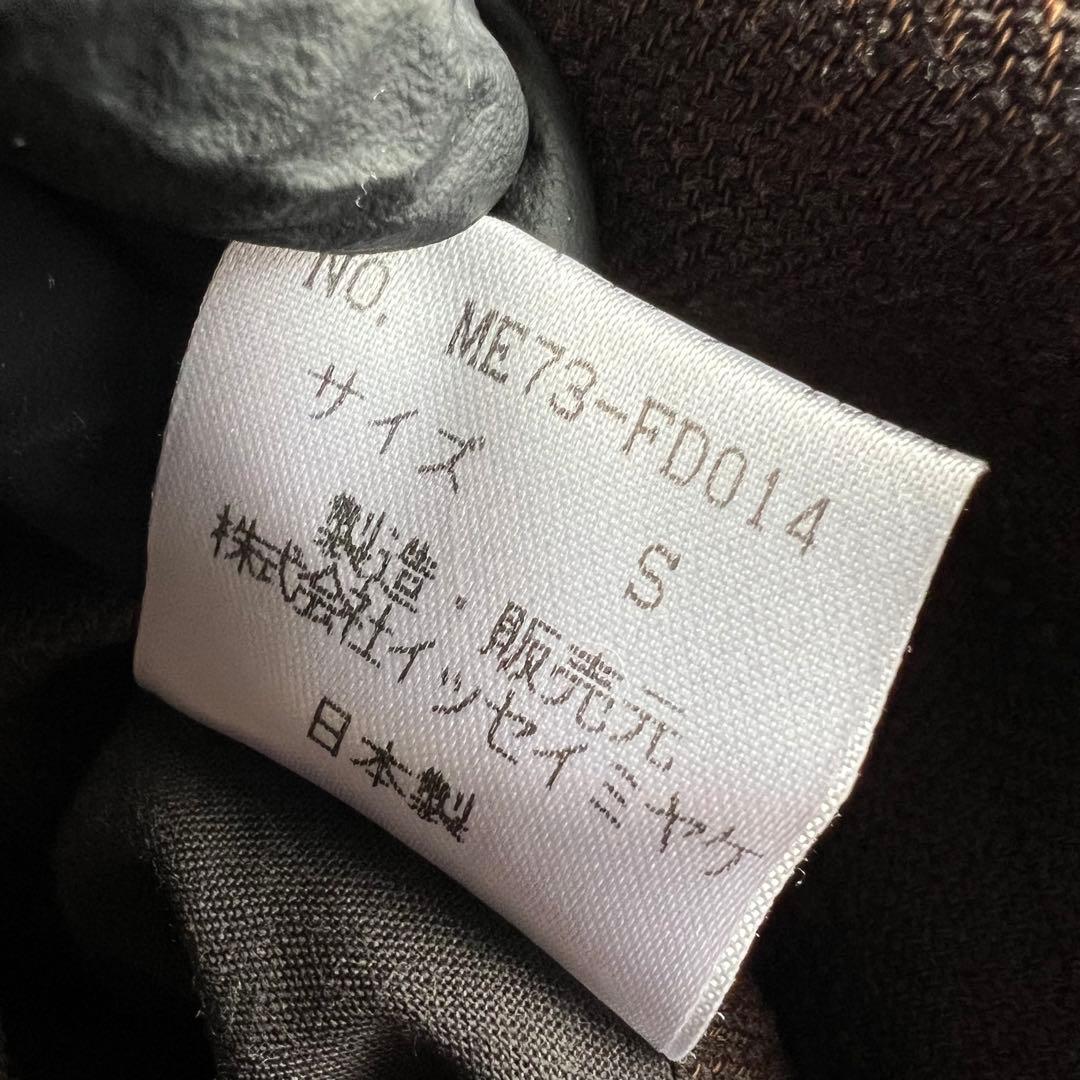 NO. ME73-FD014
サイズ S
製造・販売元
株式会社イッセイミヤケ
日本製